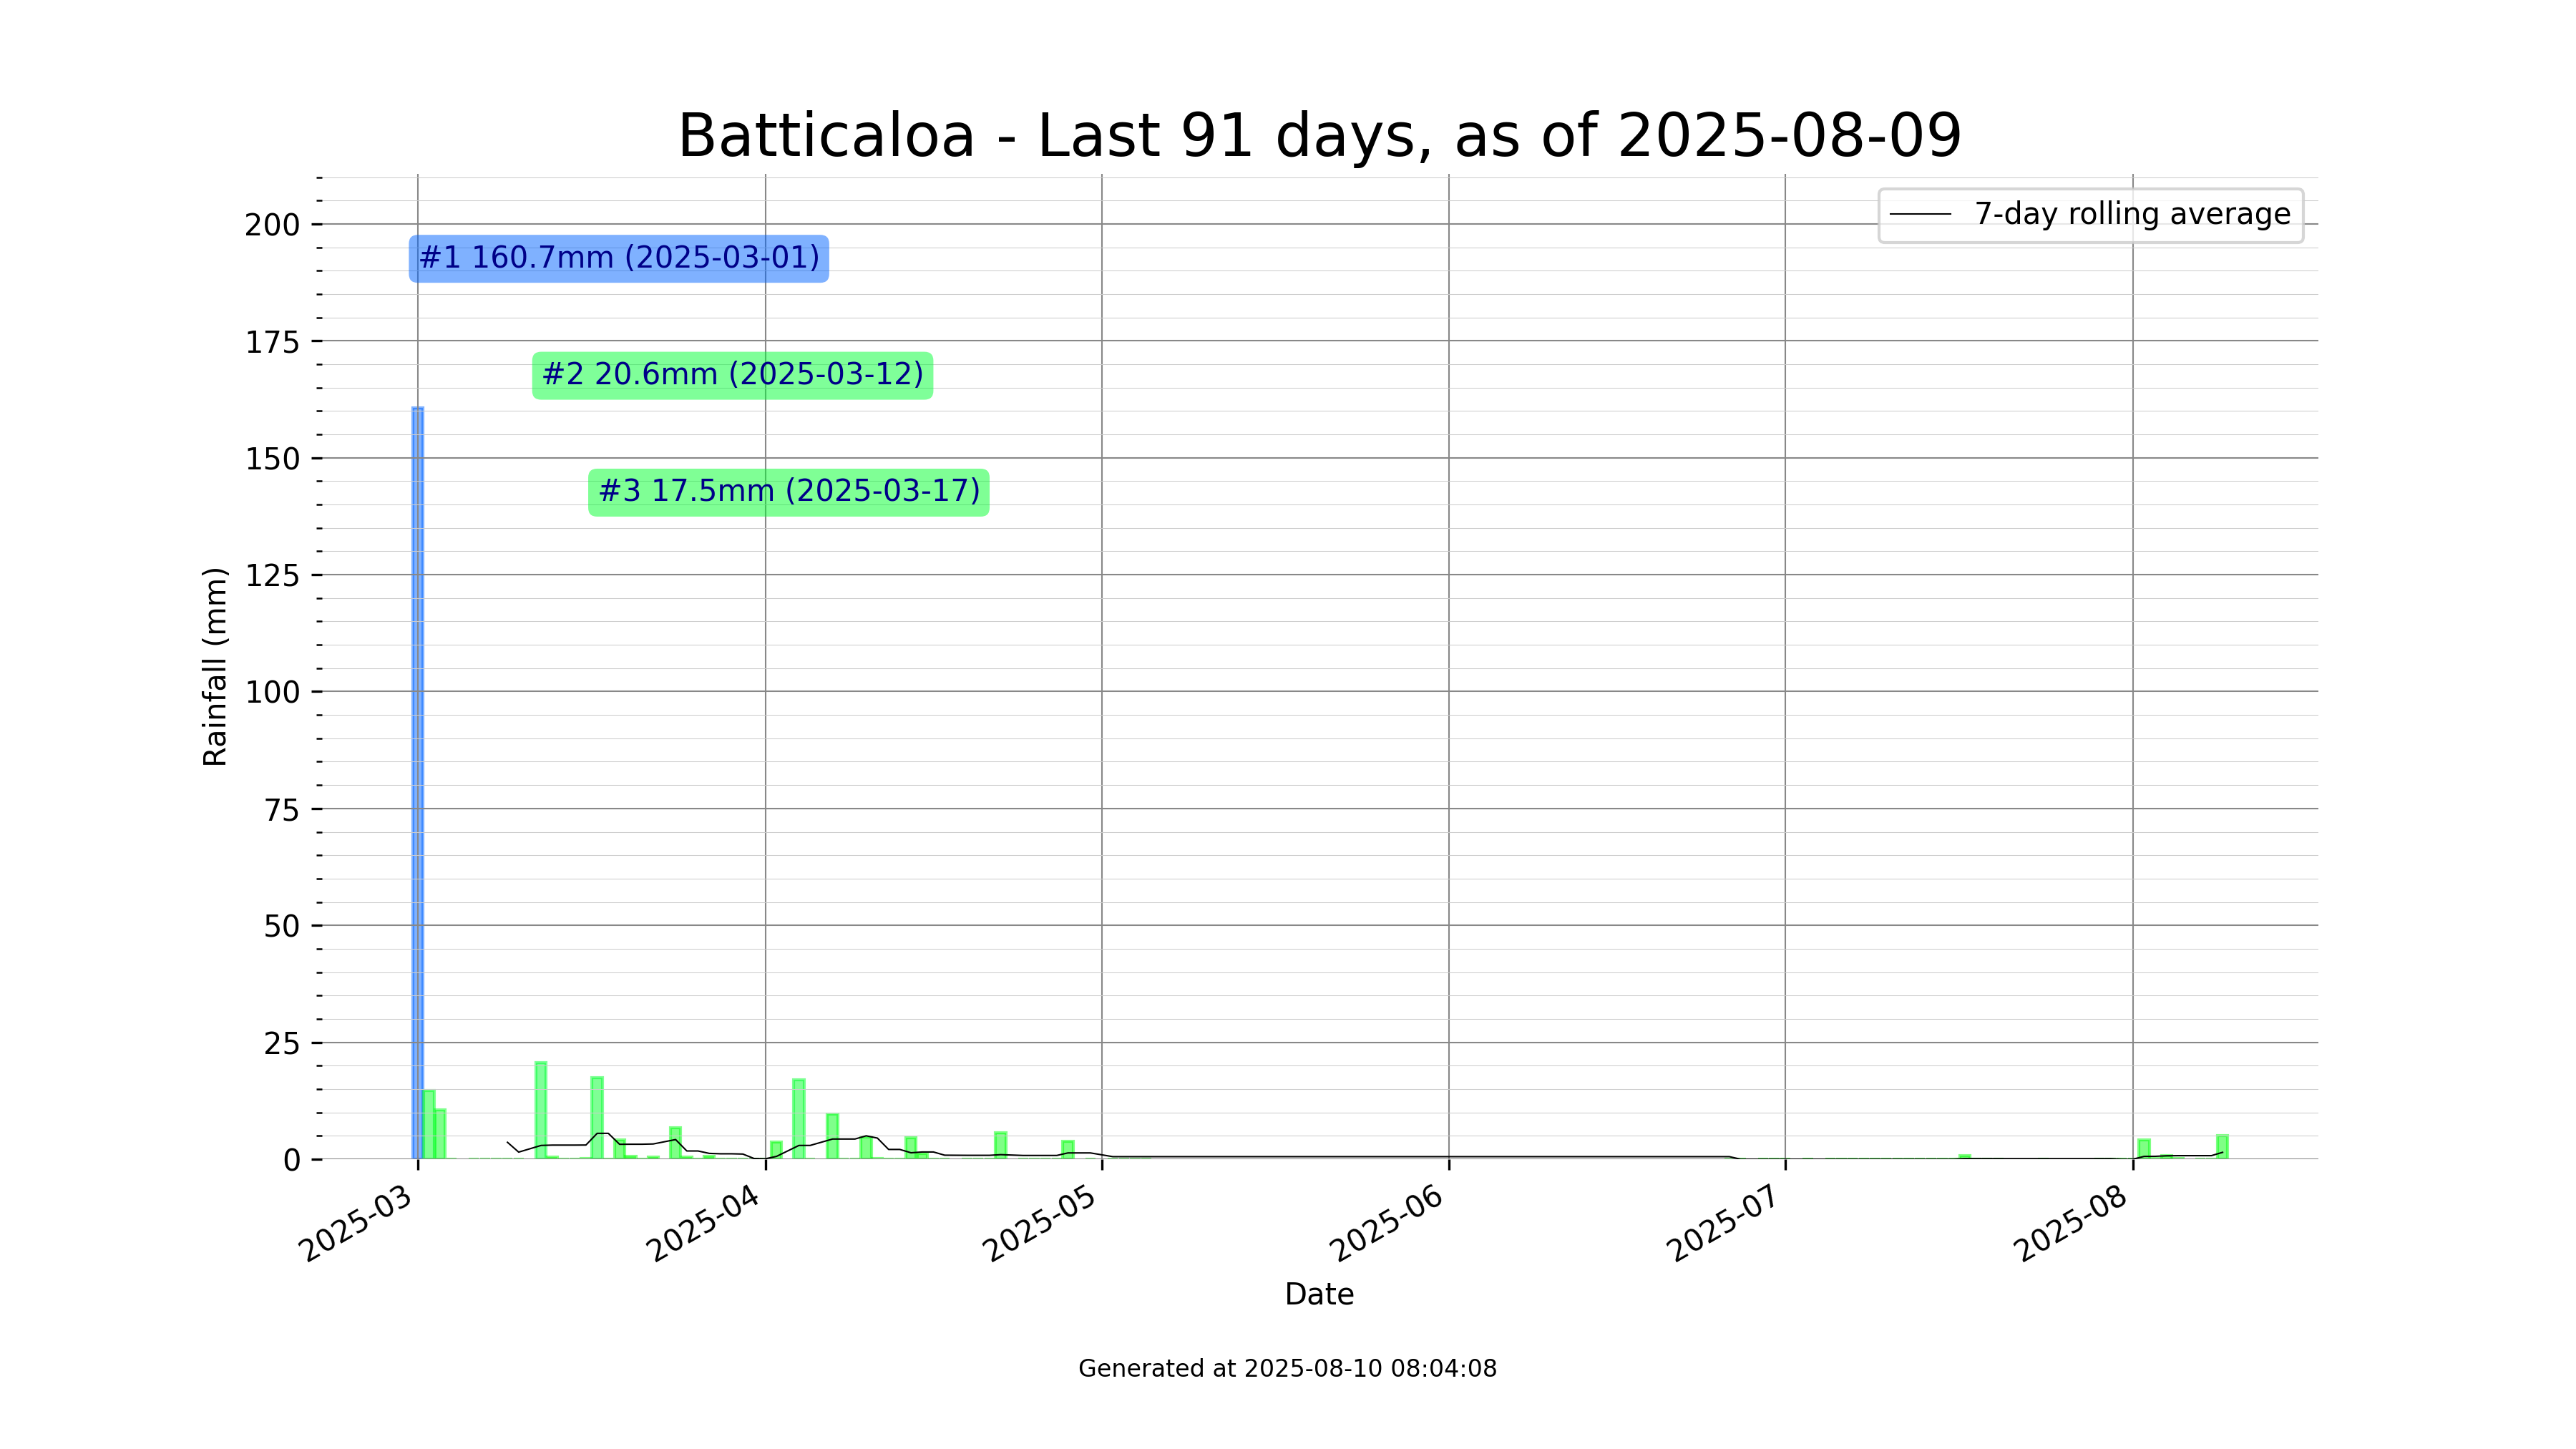 Batticaloa - Last 91 days, as of 2025-08-09
7-day rolling average
#1 160.7mm (2025-03-01)
#2 20.6mm (2025-03-12)
#3 17.5mm (2025-03-17)
Rainfall (mm)
200
175
150
125
100
75
50
25
0
2025-03
2025-04
2025-05
2025-06
2025-07
2025-08
Date
Generated at 2025-08-10 08:04:08